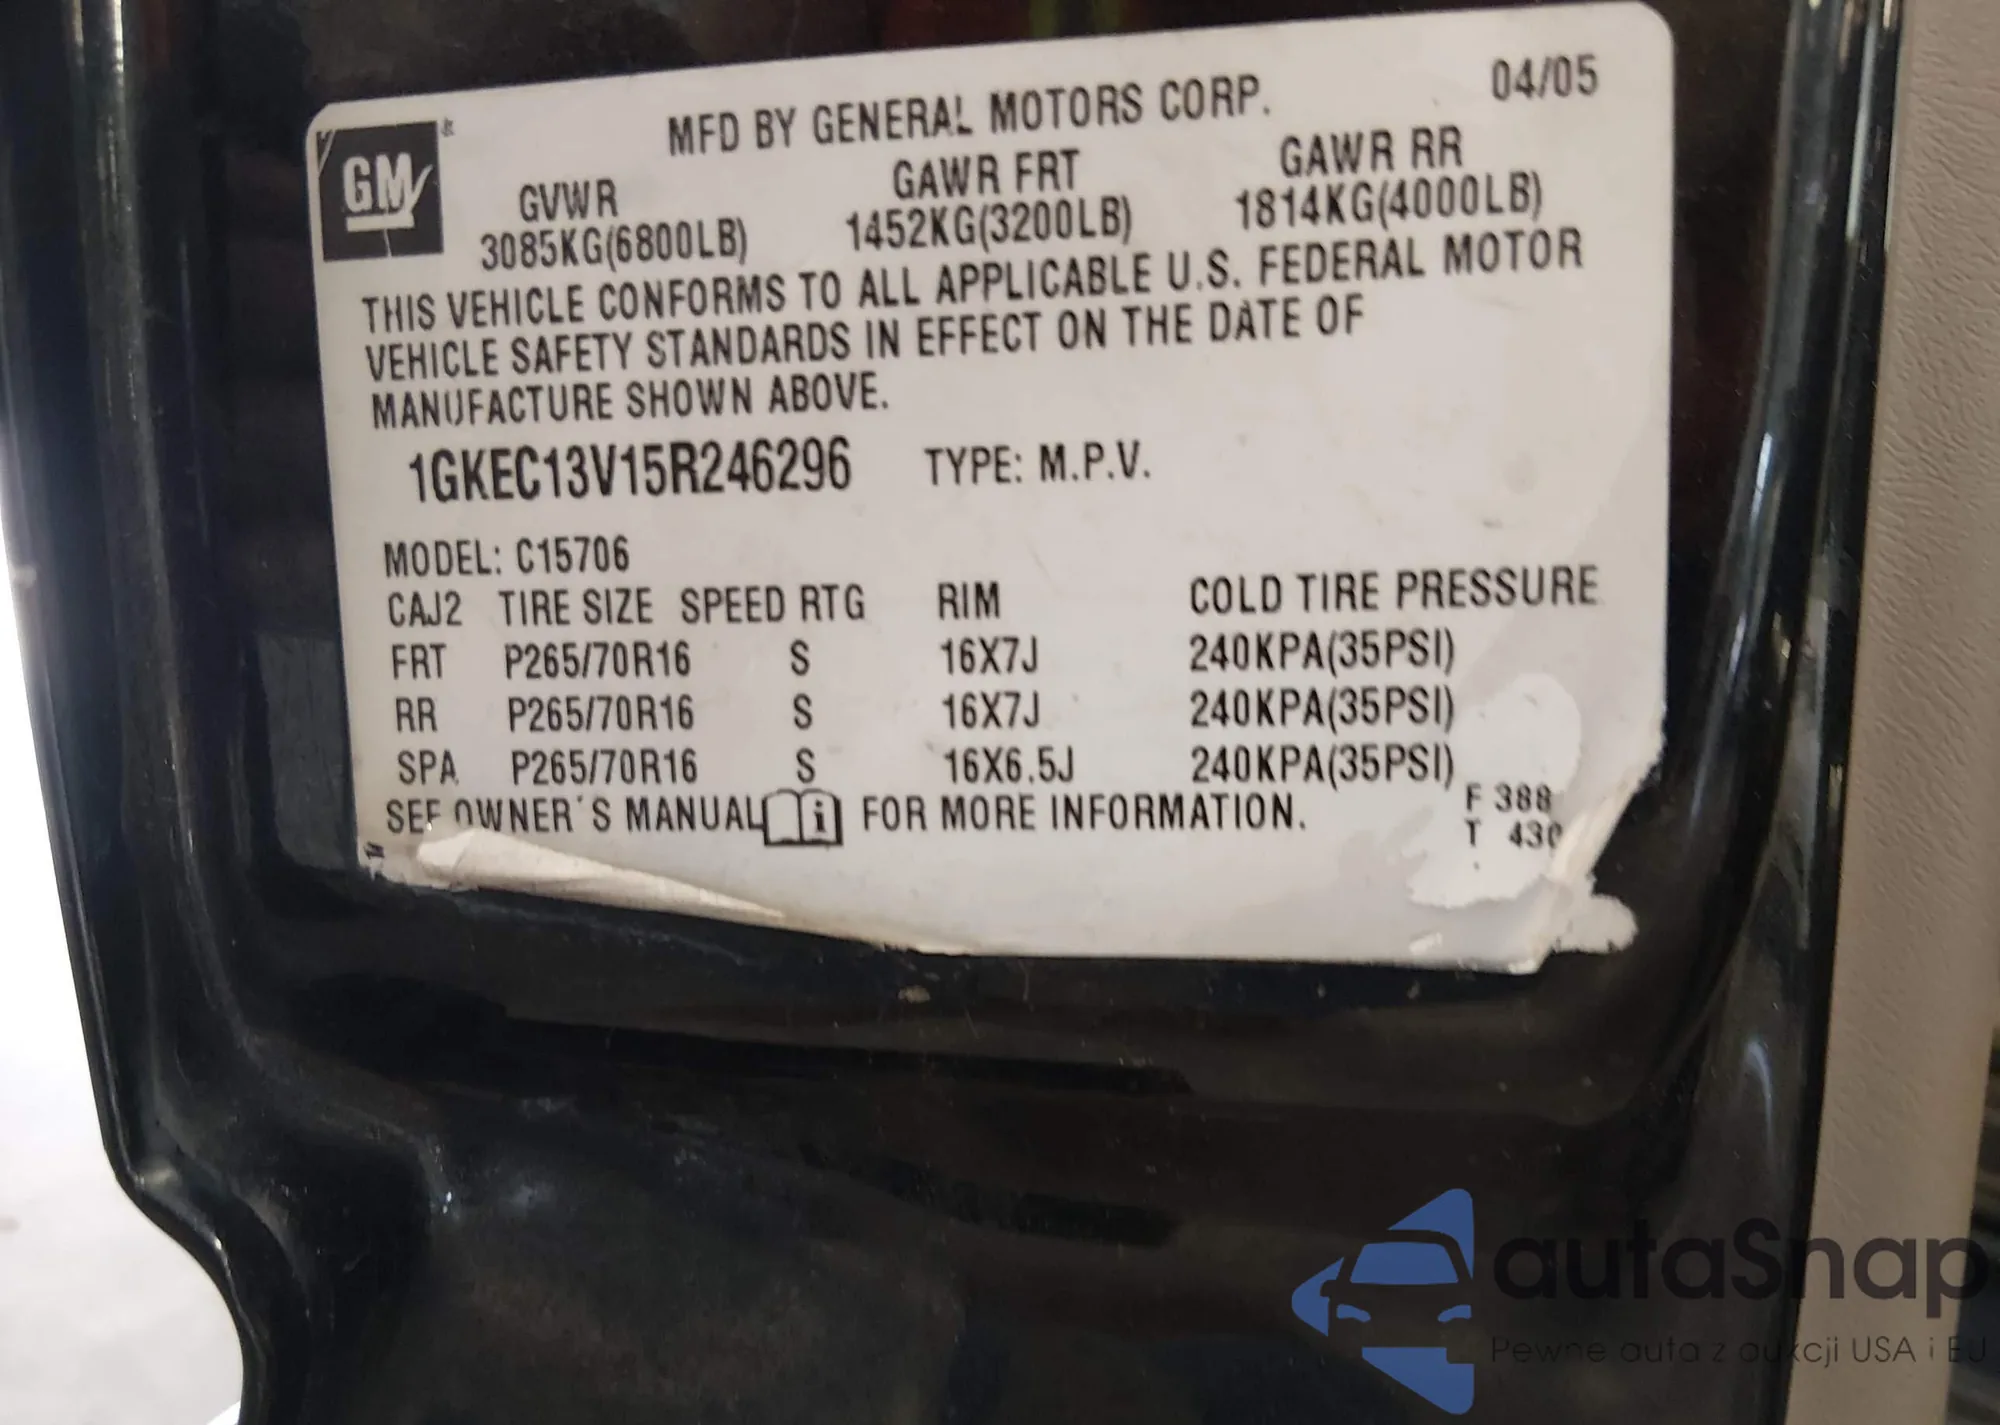 MFD BY GENERAL MOTORS CORP. 04/05
GM
GVWR GAWR FRT GAWR RR
3085KG(6800LB) 1452KG(3200LB) 1814KG(4000LB)
THIS VEHICLE CONFORMS TO ALL APPLICABLE U.S. FEDERAL MOTOR
VEHICLE SAFETY STANDARDS IN EFFECT ON THE DATE OF
MANUFACTURE SHOWN ABOVE.
1GKEC13V15R246296 TYPE: M.P.V.
MODEL: C15706
CAJ2 TIRE SIZE SPEED RTG RIM COLD TIRE PRESSURE
FRT P265/70R16 S 16X7J 240KPA(35PSI)
RR P265/70R16 S 16X7J 240KPA(35PSI)
SPA P265/70R16 S 16X6.5J 240KPA(35PSI)
SEE OWNER´S MANUAL FOR MORE INFORMATION.
F 388
T 430
autaSnap
Pewne auta z aukcji USA i EU